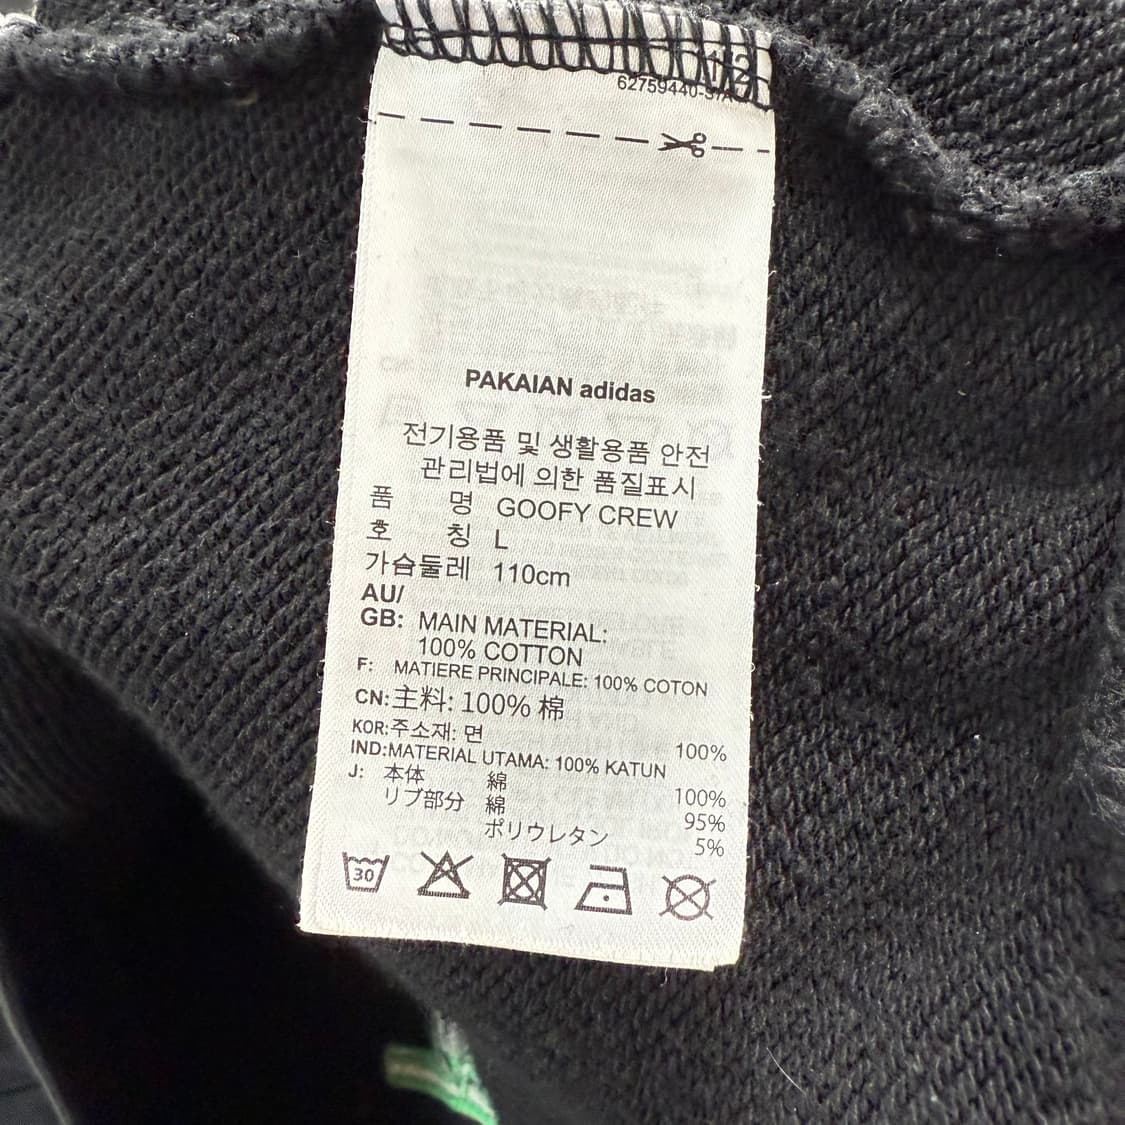 1/2
62759440-3/A
PAKAIAN adidas
전기용품 및 생활용품 안전
관리법에 의한 품질표시
품 명 GOOFY CREW
호 칭 L
가슴둘레 110cm
AU/
GB: MAIN MATERIAL:
100% COTTON
F: MATIERE PRINCIPALE: 100% COTON
CN:主料: 100% 棉
KOR:주소재: 면 100%
IND:MATERIAL UTAMA: 100% KATUN
J: 本体 綿 100%
リブ部分 綿 95%
ポリウレタン 5%
30